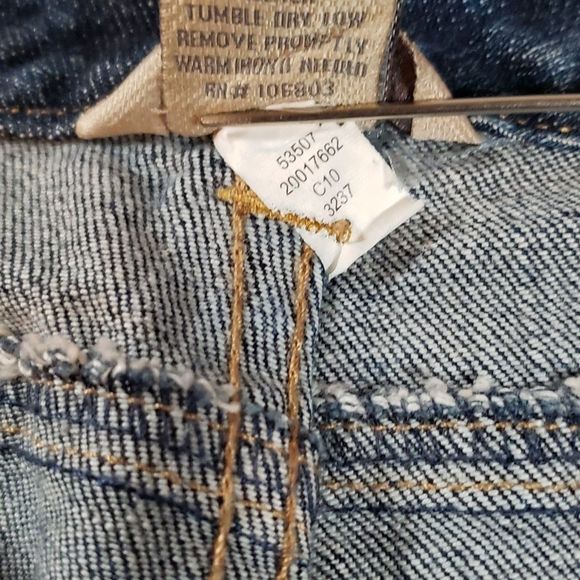 TUMBLE DRY LOW
REMOVE PROMPTLY
WARM IRON IF NEEDED
RN# 106803
53507
20017662
C10
3237